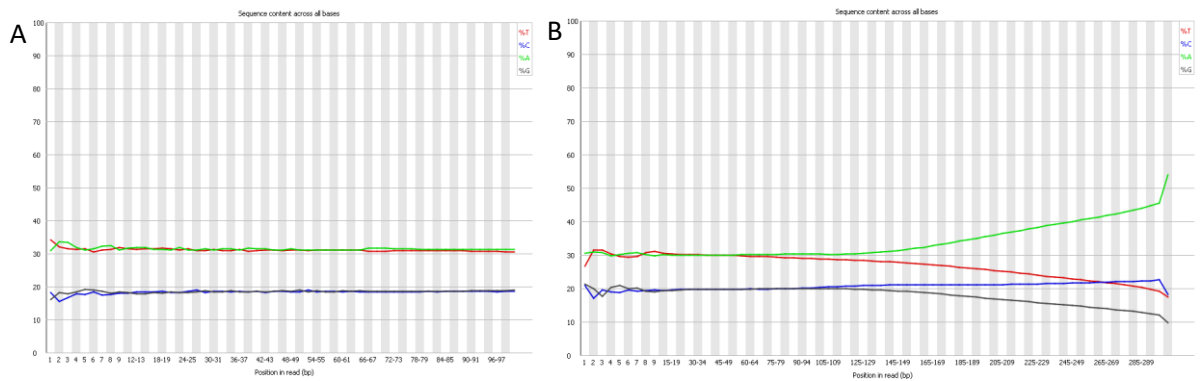 A
Sequence content across all bases
100
90
80
70
60
50
40
30
20
10
0
%T
%C
%A
%G
1 2 3 4 5 6 7 8 9 12-13 18-19 24-25 30-31 36-37 42-43 48-49 54-55 60-61 66-67 72-73 78-79 84-85 90-91 96-97
Position in read (bp)
B
Sequence content across all bases
100
90
80
70
60
50
40
30
20
10
0
%T
%C
%A
%G
1 2 3 4 5 6 7 8 9 15-19 30-34 45-49 60-64 75-79 90-94 105-109 125-129 145-149 165-169 185-189 205-209 225-229 245-249 265-269 285-289
Position in read (bp)